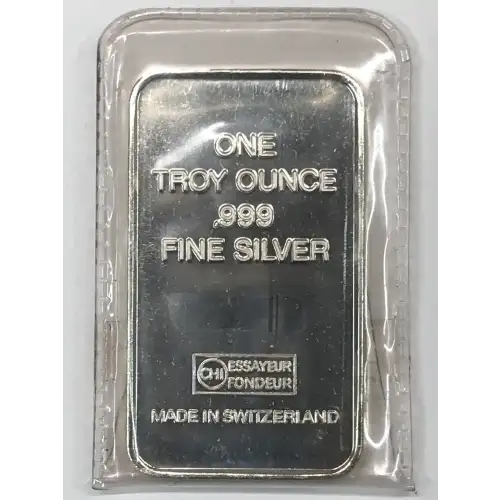 ONE
TROY OUNCE
.999
FINE SILVER
CHI ESSAYEUR
FONDEUR
MADE IN SWITZERLAND